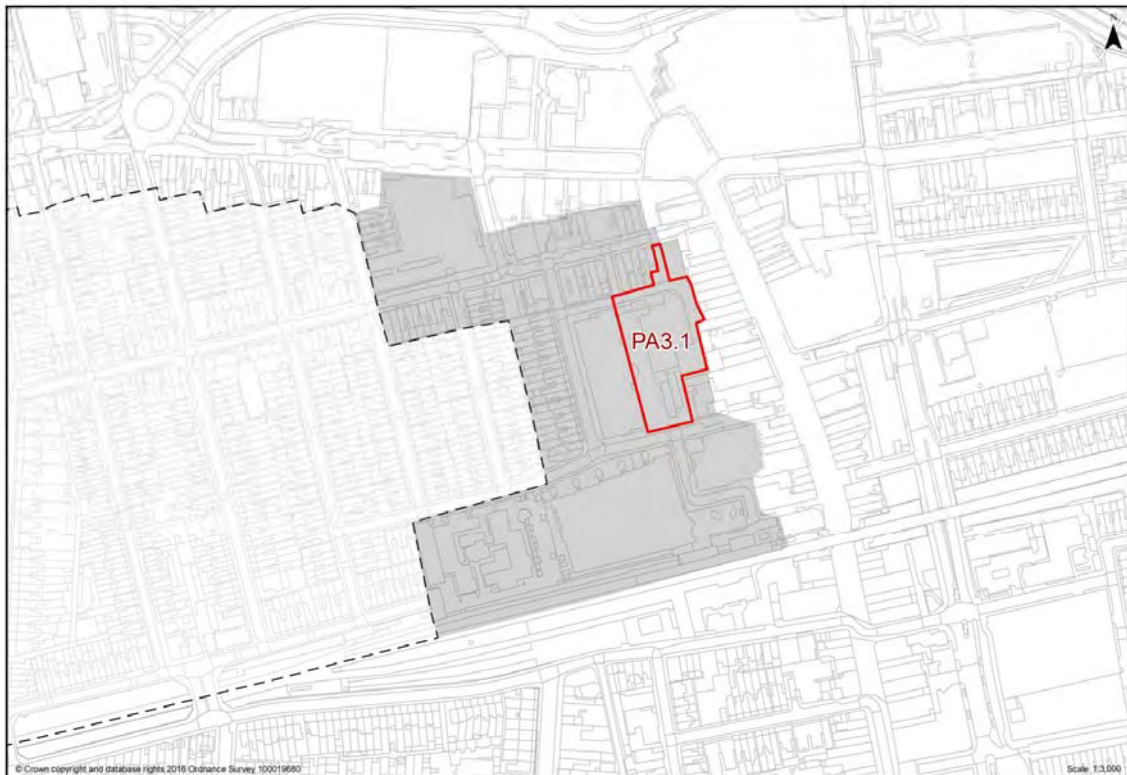 N
PA3.1
© Crown copyright and database rights 2016 Ordnance Survey 100019680
Scale 1:3,000